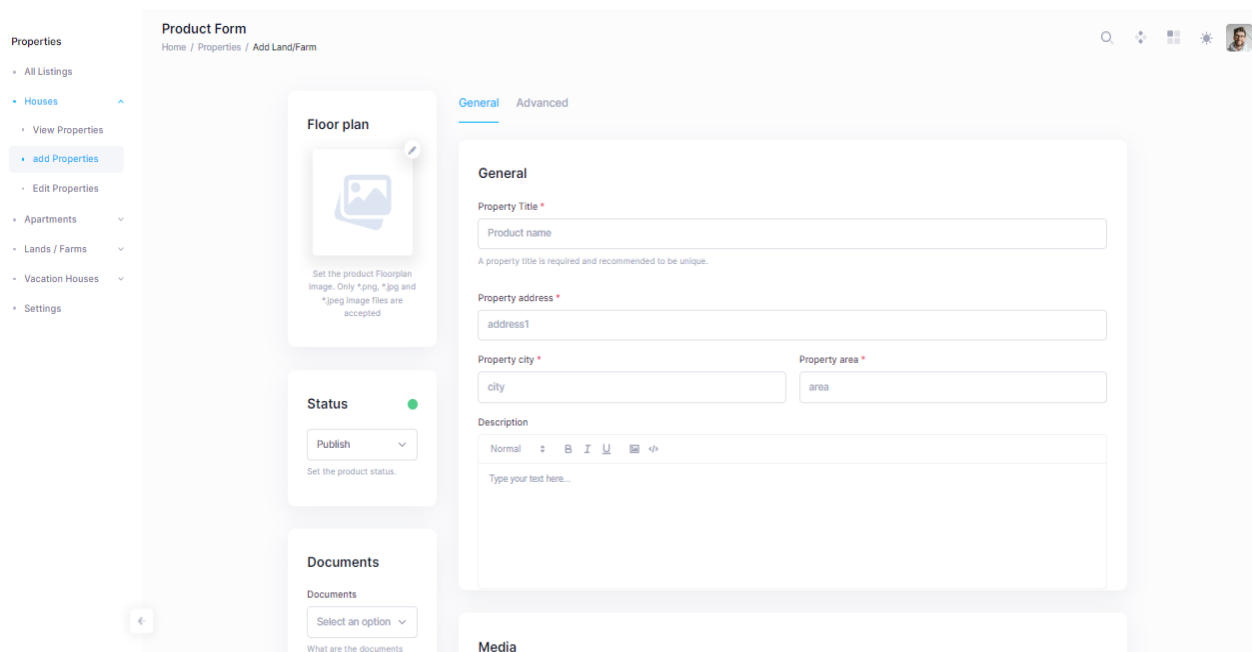 Properties
All Listings
Houses
View Properties
add Properties
Edit Properties
Apartments
Lands / Farms
Vacation Houses
Settings
Product Form
Home / Properties / Add Land/Farm
Floor plan
Set the product Floorplan
image. Only *.png, *.jpg and
*.jpeg image files are
accepted
Status
Publish
Set the product status.
Documents
Documents
Select an option
What are the documents
General Advanced
General
Property Title *
Product name
A property title is required and recommended to be unique.
Property address *
address1
Property city * Property area *
city area
Description
Normal B I U </>
Type your text here...
Media